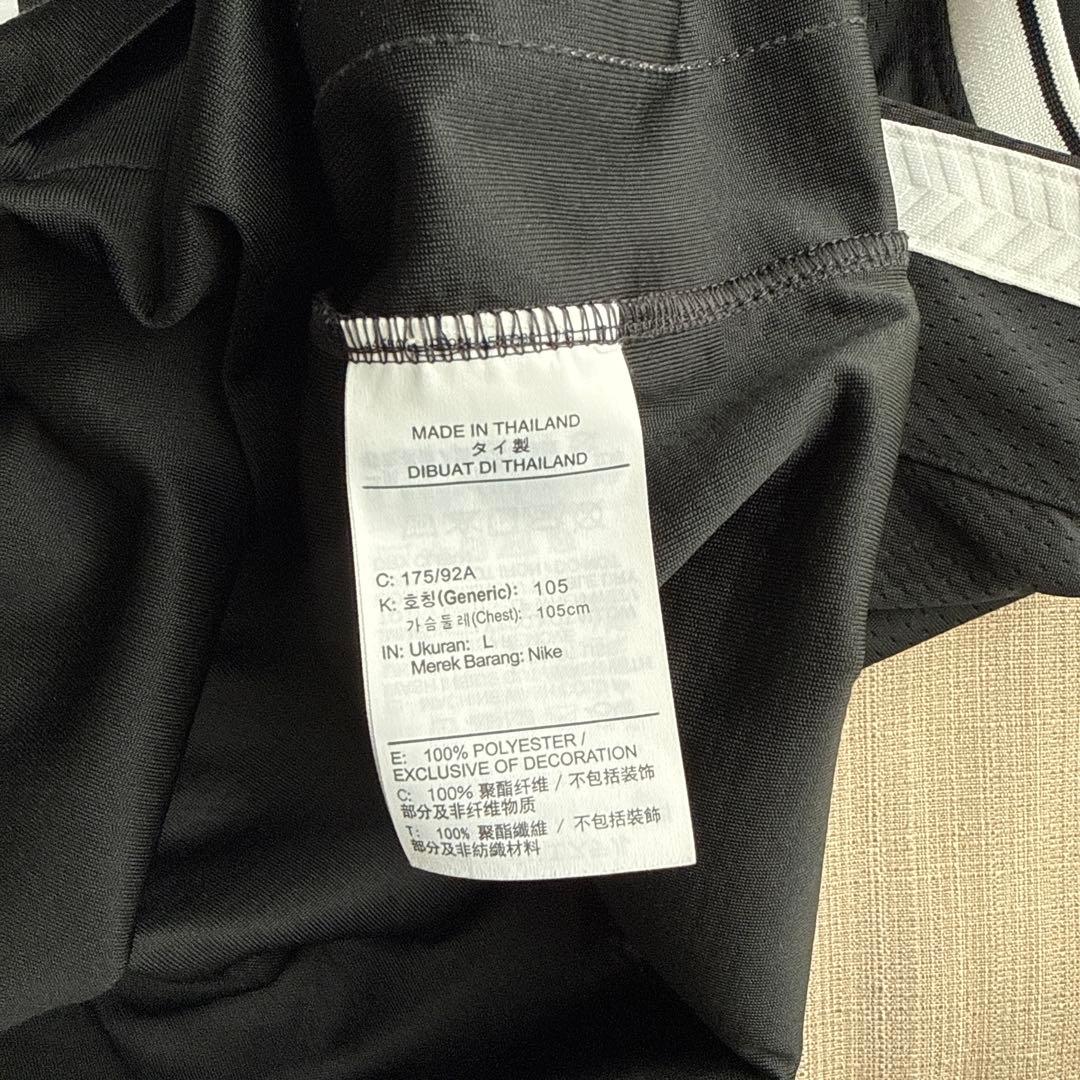 MADE IN THAILAND
タイ製
DIBUAT DI THAILAND
C: 175/92A
K: 호칭(Generic): 105
가슴둘레(Chest): 105cm
IN: Ukuran: L
Merek Barang: Nike
E: 100% POLYESTER /
EXCLUSIVE OF DECORATION
C: 100% 聚酯纤维 / 不包括装饰
部分及非纤维物质
T: 100% 聚酯纖維 / 不包括裝飾
部分及非紡織材料